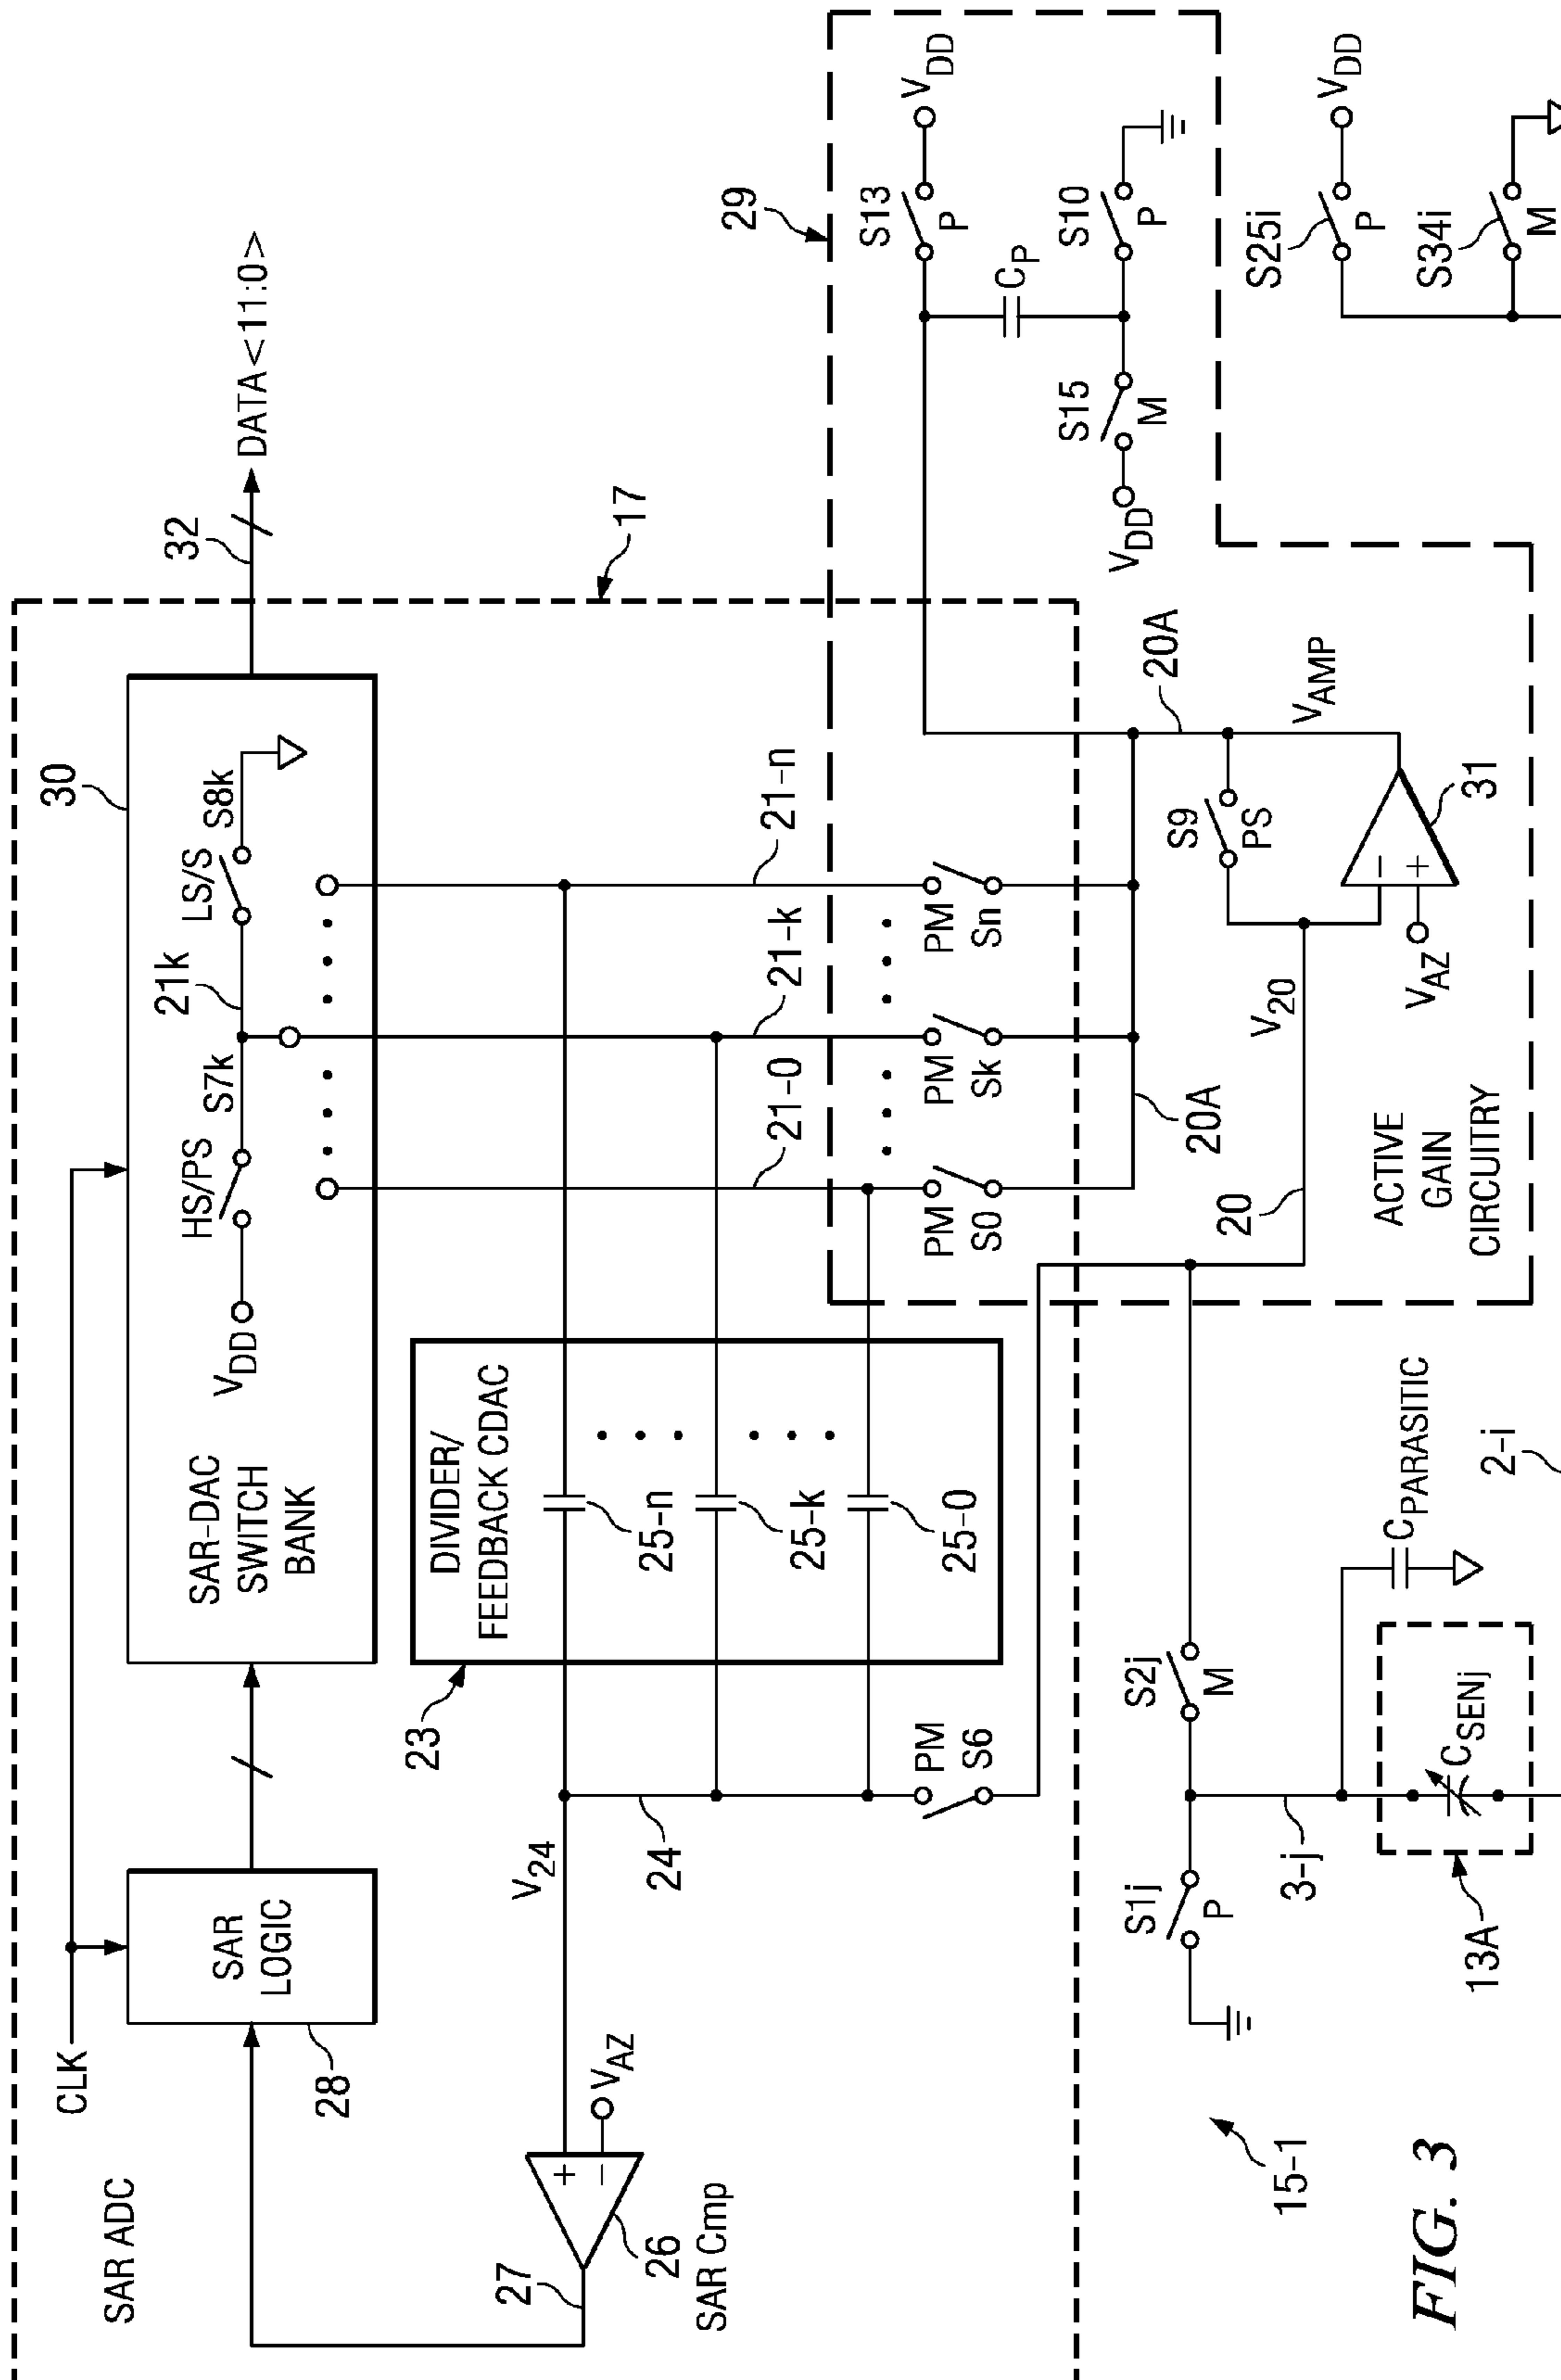 SAR ADC
CLK
28
SAR
LOGIC
SAR-DAC
SWITCH
BANK
VDD
HS/PS
S7k
21k
LS/S
S8k
30
32
DATA<11:0>
17
27
26
SAR Cmp
+
−
VAZ
V24
24
23
DIVIDER/
FEEDBACK CDAC
25-n
25-k
25-0
PM
S6
21-0
21-k
21-n
PM
S0
PM
Sk
PM
Sn
20A
20A
29
S13
P
VDD
CP
S10
P
S15
M
VDD
S9
PS
VAMP
31
−
+
VAZ
V20
20
ACTIVE
GAIN
CIRCUITRY
S25i
P
VDD
S34i
M
15-1
S1j
P
S2j
M
3-j
13A
CSENj
CPARASITIC
2-i
FIG. 3